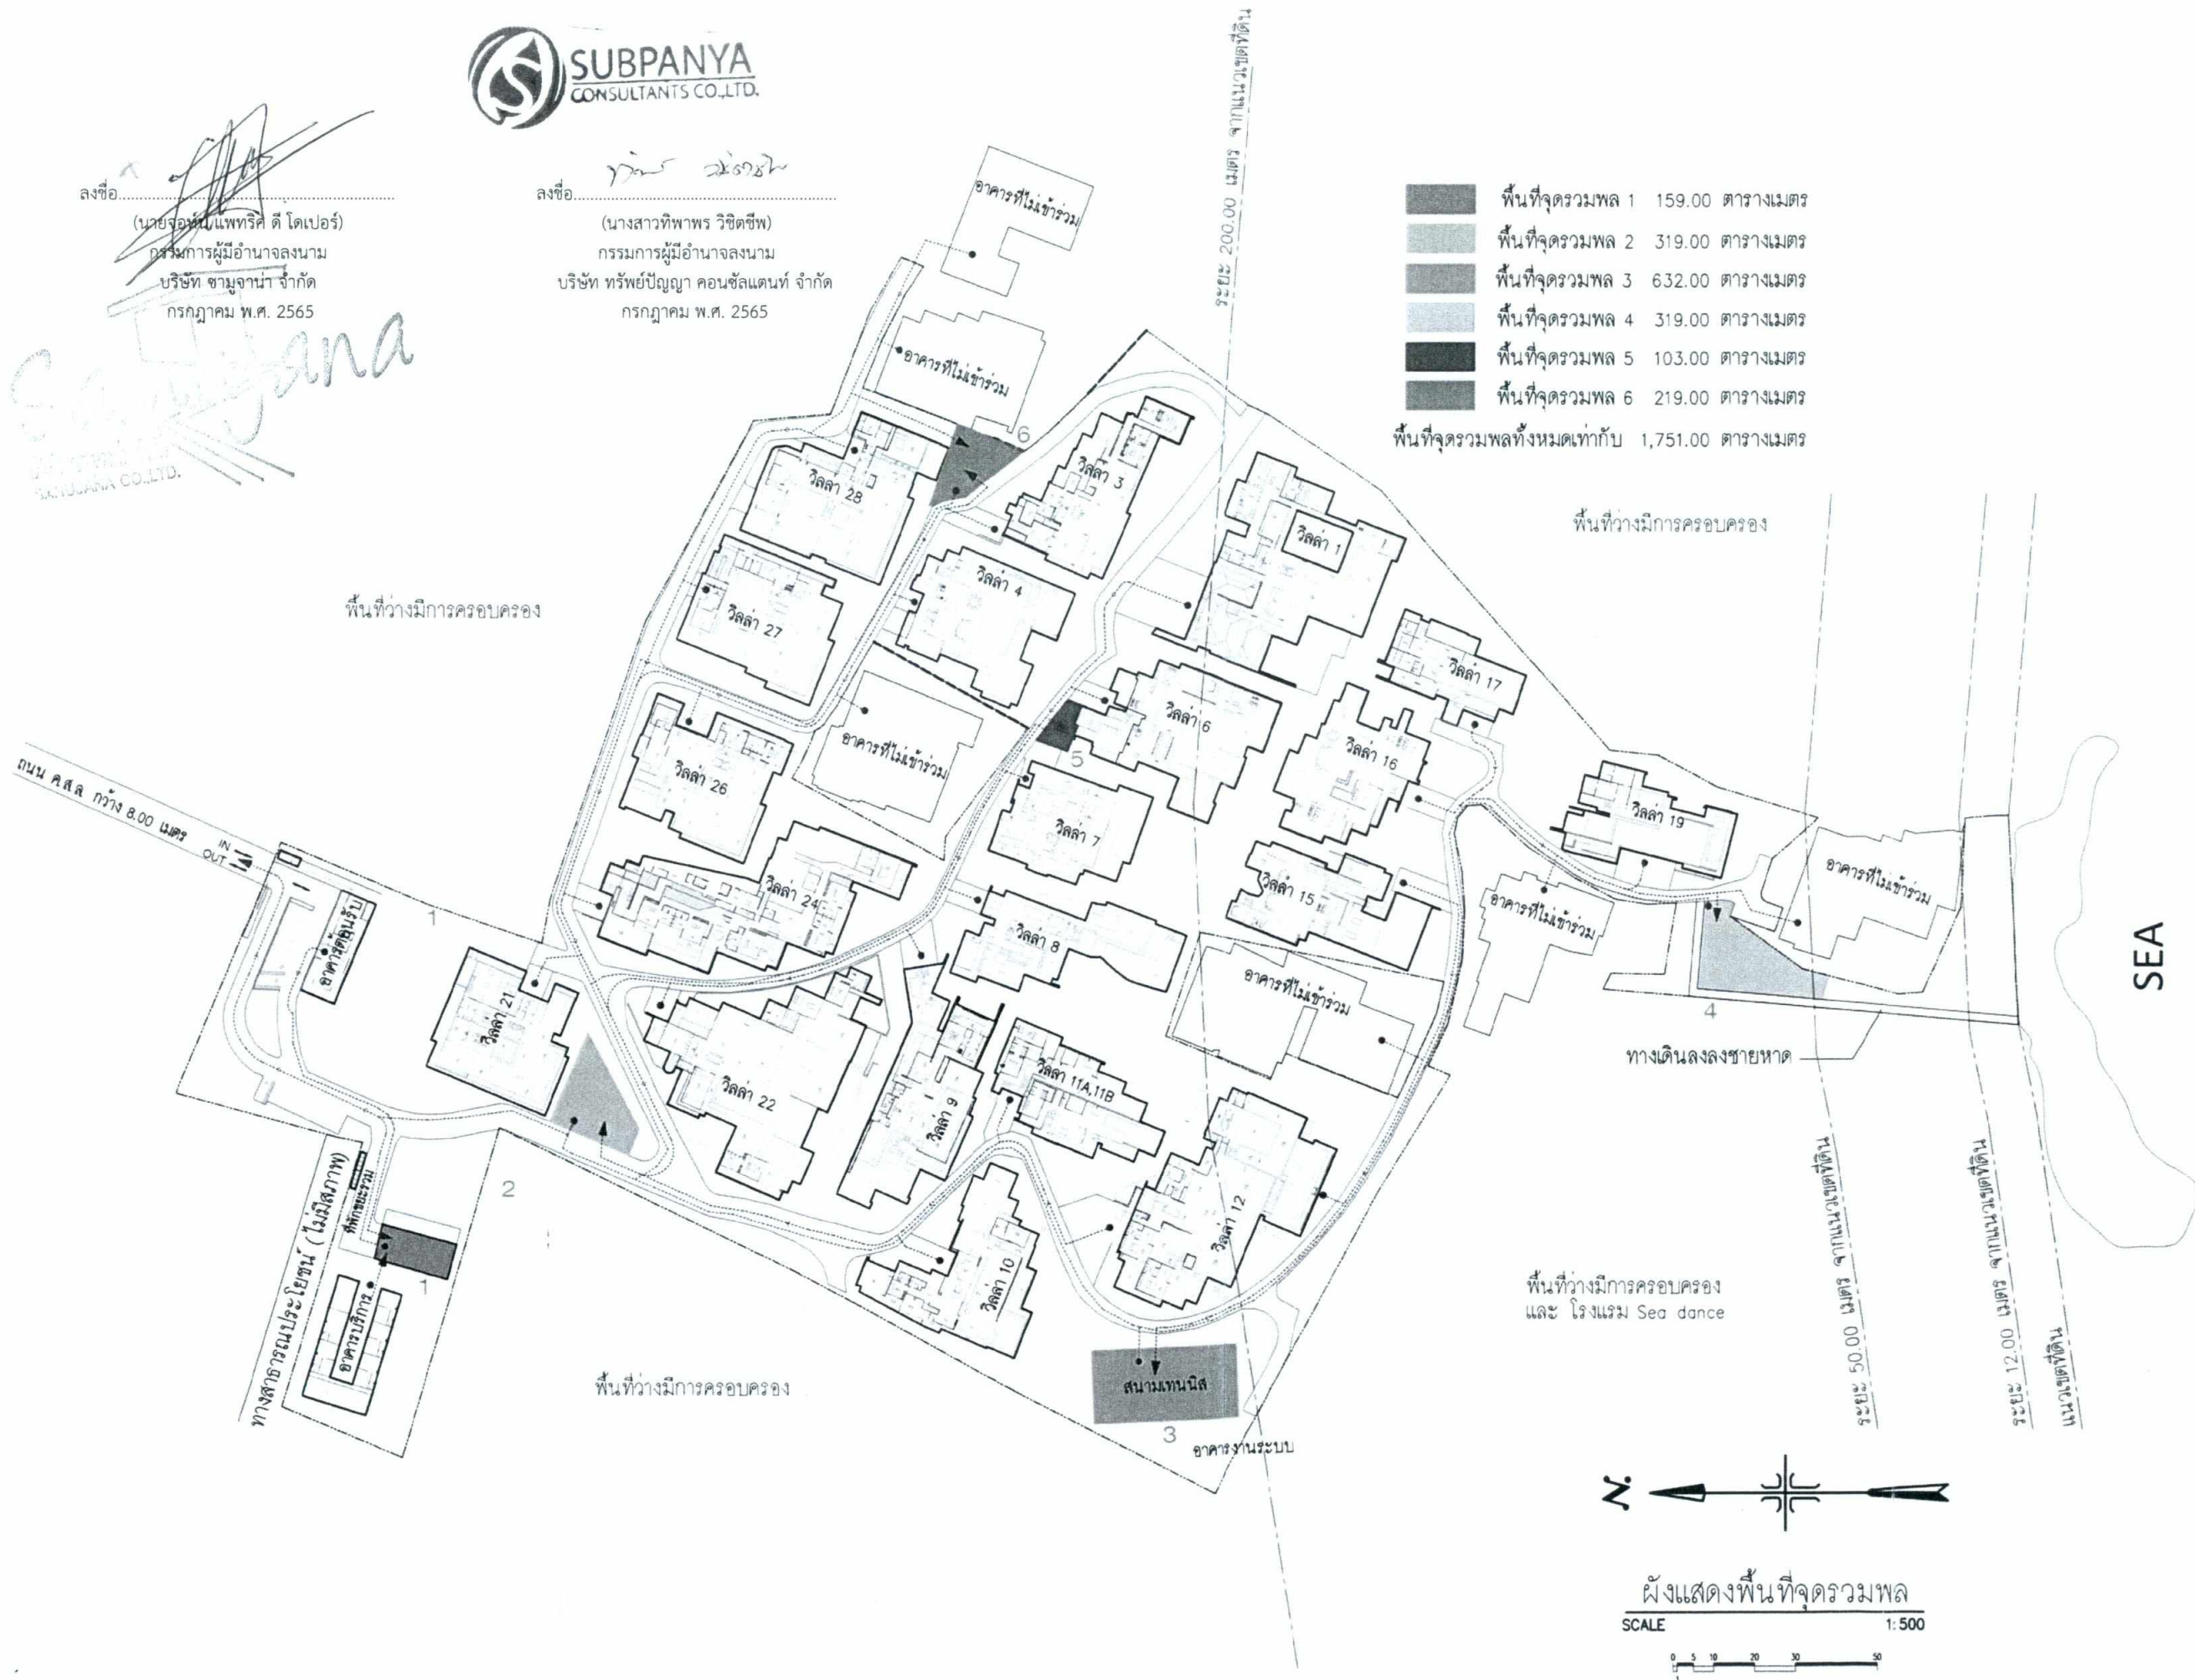 SUBPANYA
CONSULTANTS CO.,LTD.
ลงชื่อ
กรรมการผู้มีอำนาจลงนาม
บริษัท ซามูจาน่า จำกัด
กรกฎาคม พ.ศ. 2565
Samujana
SAMUJANA CO.,LTD.
ลงชื่อ
(นางสาวทิพาพร วิชิตชีพ)
กรรมการผู้มีอำนาจลงนาม
บริษัท ทรัพย์ปัญญา คอนซัลแตนท์ จำกัด
กรกฎาคม พ.ศ. 2565
ระยะ 200.00 เมตร จากแนวเขตที่ดิน
พื้นที่จุดรวมพล 1 159.00 ตารางเมตร
พื้นที่จุดรวมพล 2 319.00 ตารางเมตร
พื้นที่จุดรวมพล 3 632.00 ตารางเมตร
พื้นที่จุดรวมพล 4 319.00 ตารางเมตร
พื้นที่จุดรวมพล 5 103.00 ตารางเมตร
พื้นที่จุดรวมพล 6 219.00 ตารางเมตร
พื้นที่จุดรวมพลทั้งหมดเท่ากับ 1,751.00 ตารางเมตร
อาคารที่ไม่เข้าร่วม
อาคารที่ไม่เข้าร่วม
6
วิลล่า 3
วิลล่า 28
วิลล่า 1
พื้นที่ว่างมีการครอบครอง
วิลล่า 4
พื้นที่ว่างมีการครอบครอง
วิลล่า 27
วิลล่า 17
วิลล่า 6
อาคารที่ไม่เข้าร่วม
5
วิลล่า 16
วิลล่า 26
ถนน ค.ส.ล. กว้าง 8.00 เมตร
IN
OUT
วิลล่า 7
วิลล่า 19
อาคารที่ไม่เข้าร่วม
วิลล่า 24
วิลล่า 15
อาคารที่ไม่เข้าร่วม
1
อาคารต้อนรับ
วิลล่า 8
SEA
อาคารที่ไม่เข้าร่วม
วิลล่า 21
4
ทางเดินลงลงชายหาด
วิลล่า 22
วิลล่า 11A,11B
วิลล่า 9
2
ที่พักขยะรวม
ทางสาธารณประโยชน์ (ไม่มีสภาพ)
วิลล่า 12
วิลล่า 10
1
อาคารบริการ
พื้นที่ว่างมีการครอบครอง
และ โรงแรม Sea dance
ระยะ 50.00 เมตร จากแนวเขตที่ดิน
ระยะ 12.00 เมตร จากแนวเขตที่ดิน
แนวเขตที่ดิน
พื้นที่ว่างมีการครอบครอง
สนามเทนนิส
3
อาคารงานระบบ
N.
ผังแสดงพื้นที่จุดรวมพล
SCALE 1:500
0 5 10 20 30 50